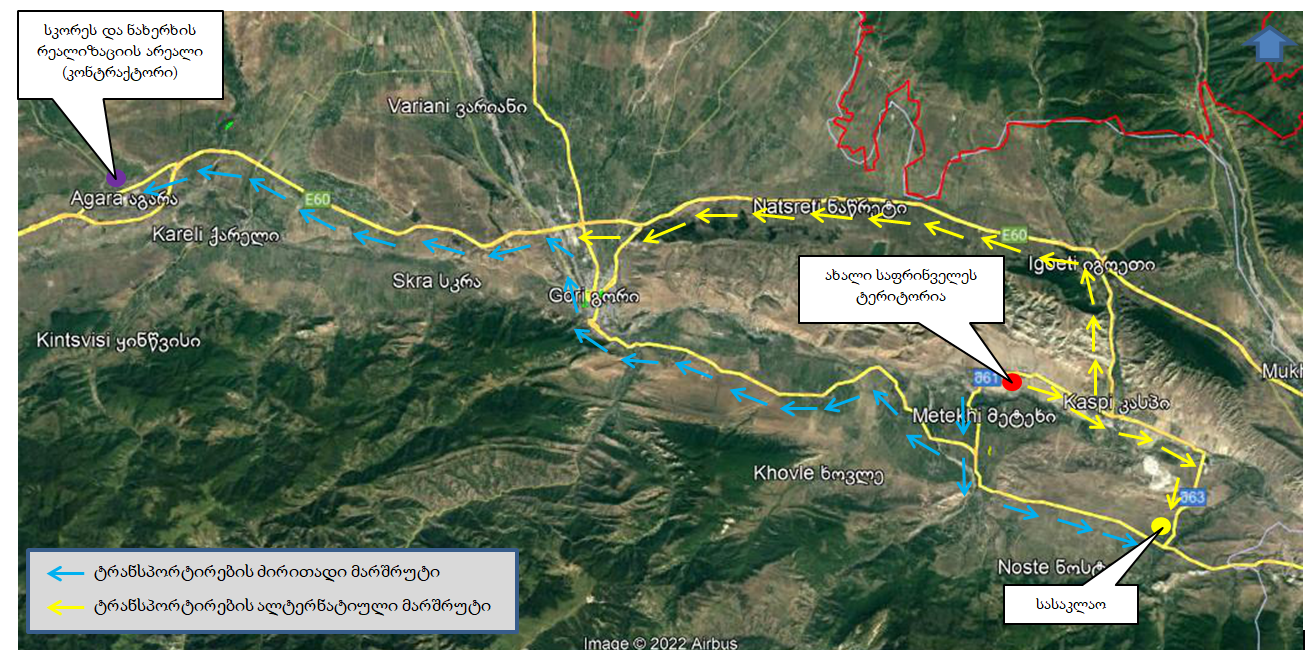 სკორეს და ნახერხის
რეალიზაციის არეალი
(კონტრაქტორი)
Variani ვარიანი
Agara აგარა
E60
Kareli ქარელი
Natsreti ნაწრეტი
E60
Igoeti იგოეთი
Skra სკრა
Gori გორი
ახალი საფრინველეს
ტერიტორია
Kintsvisi ყინწვისი
Mukh
შ61
Kaspi კასპი
Metekhi მეტეხი
Khovle ხოვლე
შ63
Noste ნოსტ
სასაკლაო
ტრანსპორტირების ძირითადი მარშრუტი
ტრანსპორტირების ალტერნატიული მარშრუტი
Image © 2022 Airbus